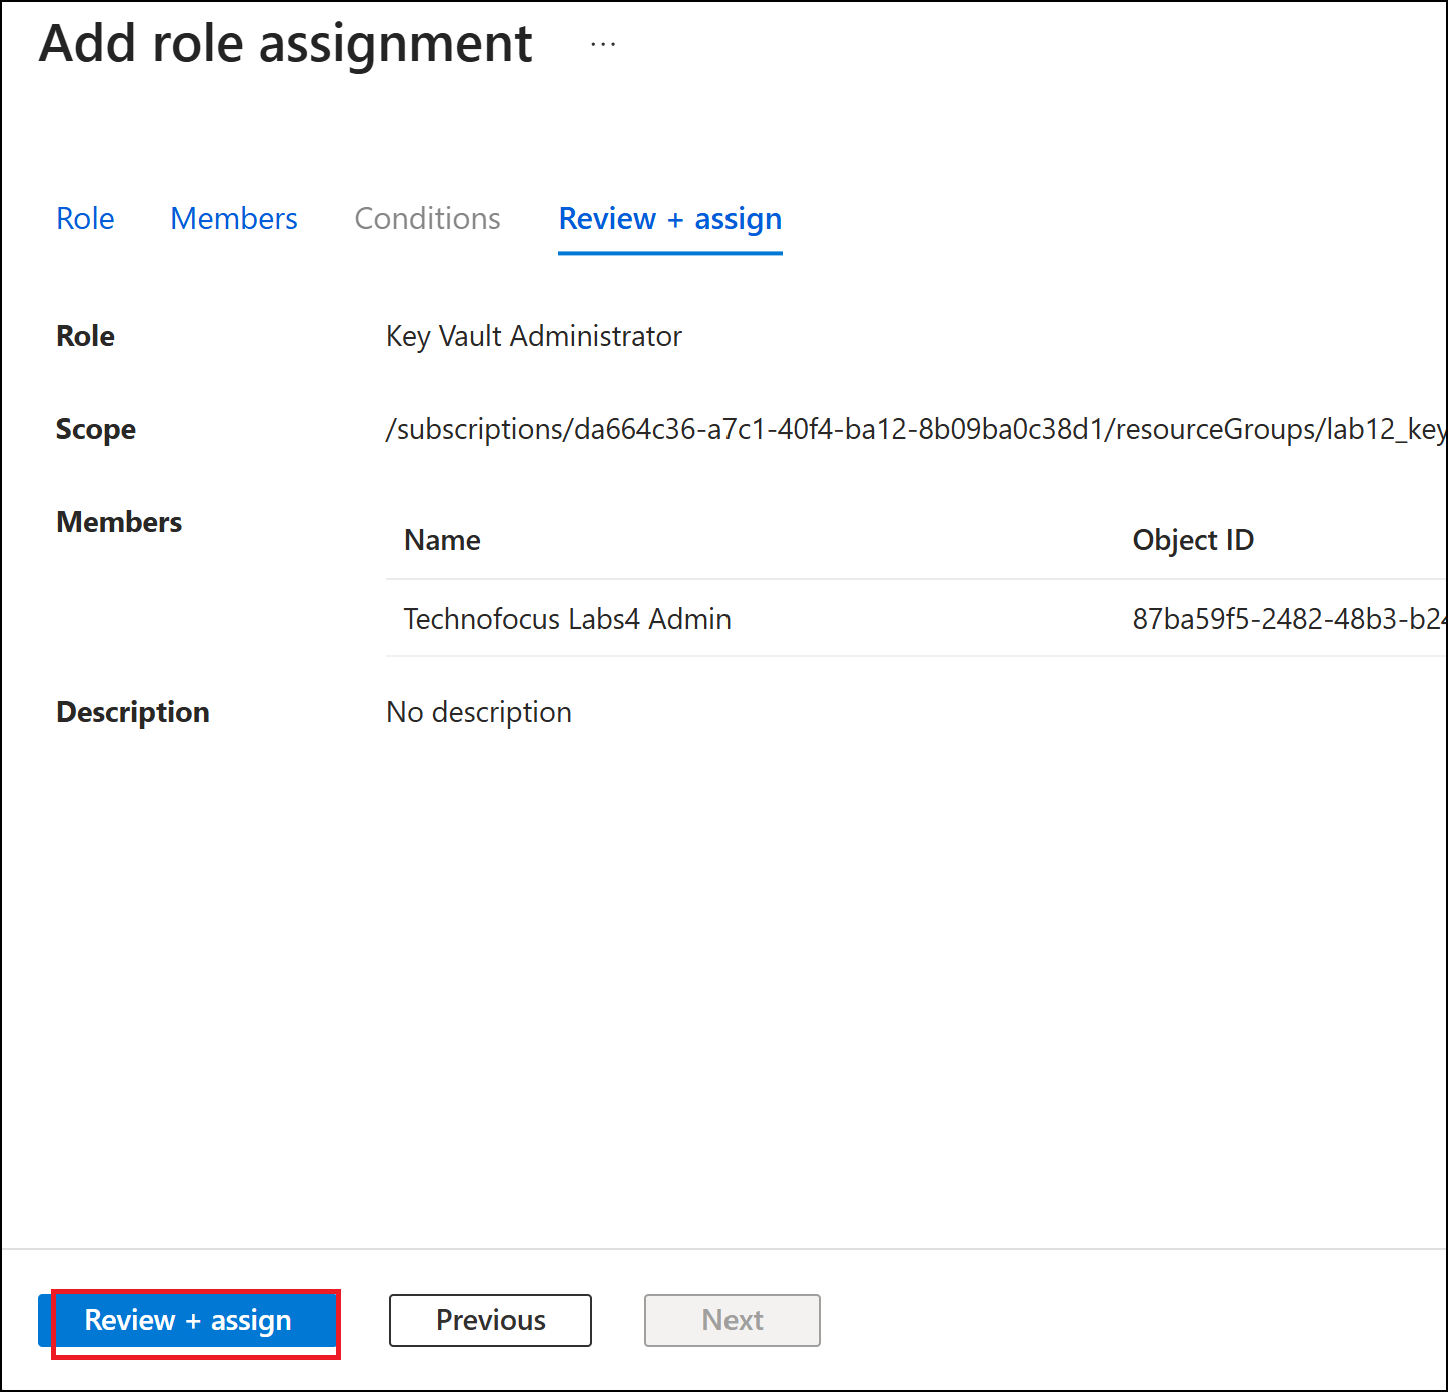 Add role assignment ...
Role Members Conditions Review + assign
Role Key Vault Administrator
Scope /subscriptions/da664c36-a7c1-40f4-ba12-8b09ba0c38d1/resourceGroups/lab12_key
Members Name Object ID
Technofocus Labs4 Admin 87ba59f5-2482-48b3-b24
Description No description
Review + assign Previous Next